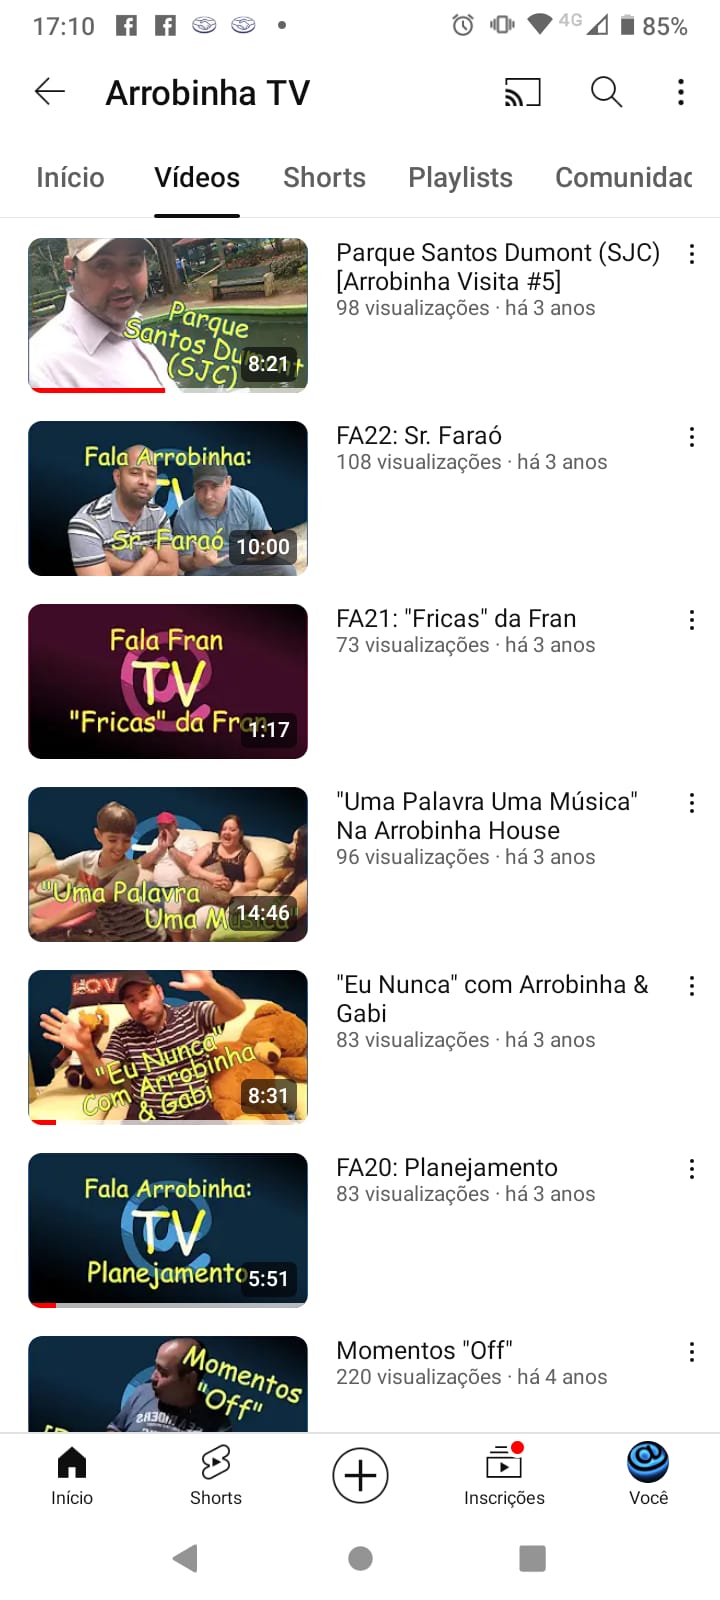 17:10
4G
85%
Arrobinha TV
Início
Vídeos
Shorts
Playlists
Comunidad
Parque
Santos Dumont
(SJC)
8:21
Parque Santos Dumont (SJC)
[Arrobinha Visita #5]
98 visualizações · há 3 anos
Fala Arrobinha:
Sr. Faraó
10:00
FA22: Sr. Faraó
108 visualizações · há 3 anos
Fala Fran
TV
"Fricas" da Fran
1:17
FA21: "Fricas" da Fran
73 visualizações · há 3 anos
"Uma Palavra
Uma Música"
14:46
"Uma Palavra Uma Música"
Na Arrobinha House
96 visualizações · há 3 anos
"Eu Nunca"
Com Arrobinha
& Gabi
8:31
"Eu Nunca" com Arrobinha &
Gabi
83 visualizações · há 3 anos
Fala Arrobinha:
TV
Planejamento
5:51
FA20: Planejamento
83 visualizações · há 3 anos
Momentos
"Off"
Momentos "Off"
220 visualizações · há 4 anos
Início
Shorts
Inscrições
Você